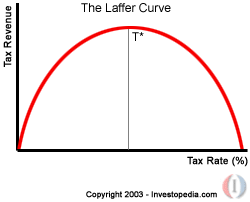 The Laffer Curve
Tax Revenue
T*
Tax Rate (%)
Copyright 2003 - Investopedia.com